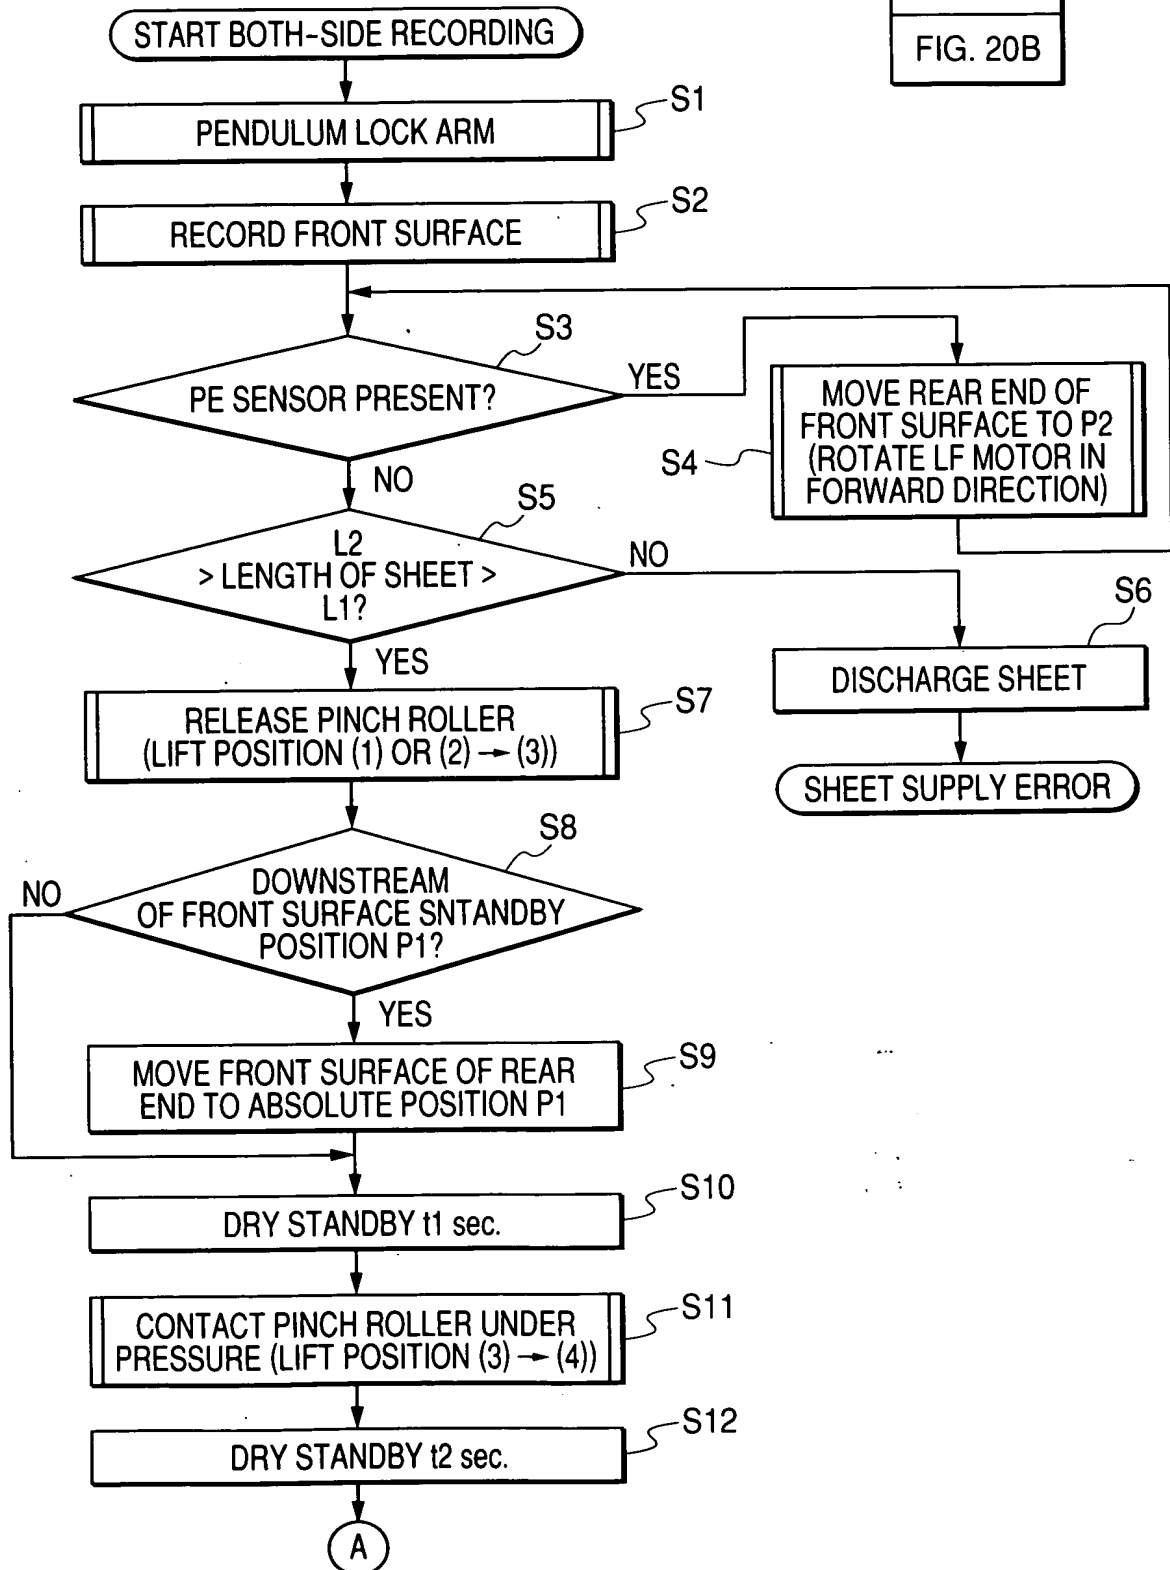 FIG. 20B
START BOTH-SIDE RECORDING
S1
PENDULUM LOCK ARM
S2
RECORD FRONT SURFACE
S3
PE SENSOR PRESENT?
YES
NO
S4
MOVE REAR END OF
FRONT SURFACE TO P2
(ROTATE LF MOTOR IN
FORWARD DIRECTION)
S5
L2
> LENGTH OF SHEET >
L1?
NO
YES
S6
DISCHARGE SHEET
SHEET SUPPLY ERROR
S7
RELEASE PINCH ROLLER
(LIFT POSITION (1) OR (2) → (3))
S8
DOWNSTREAM
OF FRONT SURFACE SNTANDBY
POSITION P1?
NO
YES
S9
MOVE FRONT SURFACE OF REAR
END TO ABSOLUTE POSITION P1
S10
DRY STANDBY t1 sec.
S11
CONTACT PINCH ROLLER UNDER
PRESSURE (LIFT POSITION (3) → (4))
S12
DRY STANDBY t2 sec.
A